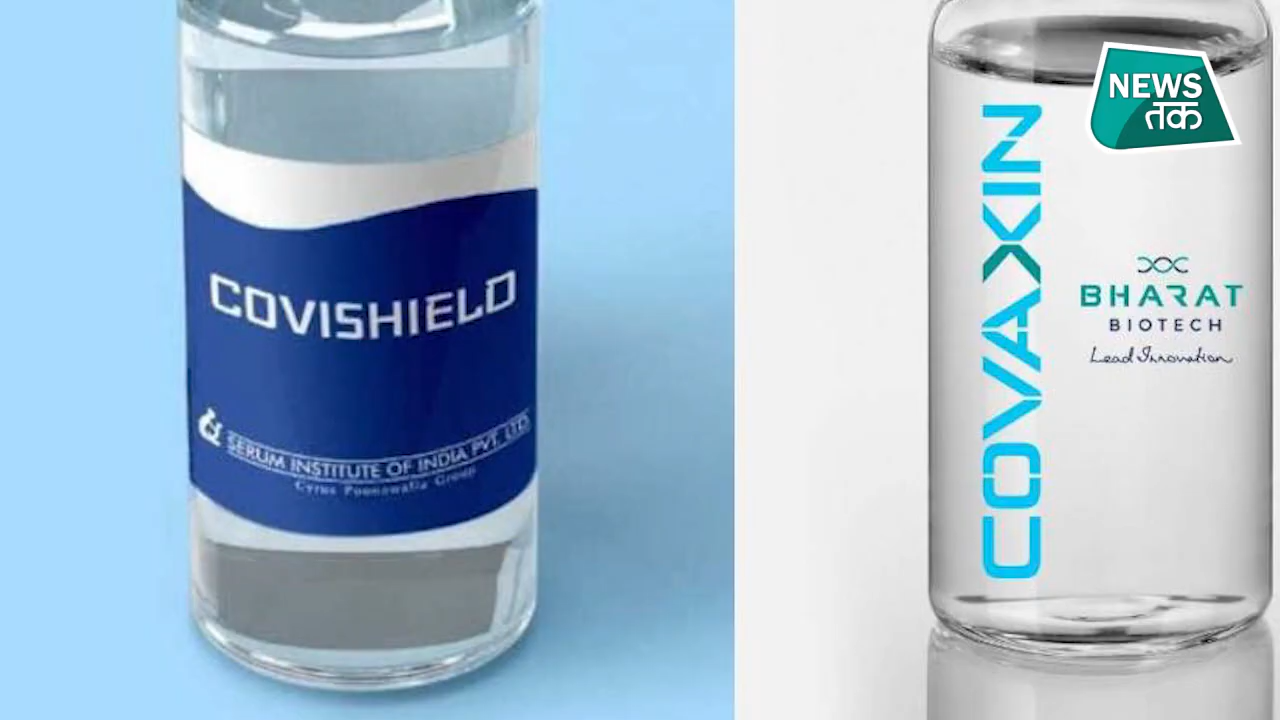 COVISHIELD
SERUM INSTITUTE OF INDIA PVT. LTD.
Cyrus Poonawalla Group
COVAXIN
BHARAT
BIOTECH
Lead Innovation
NEWS
तक